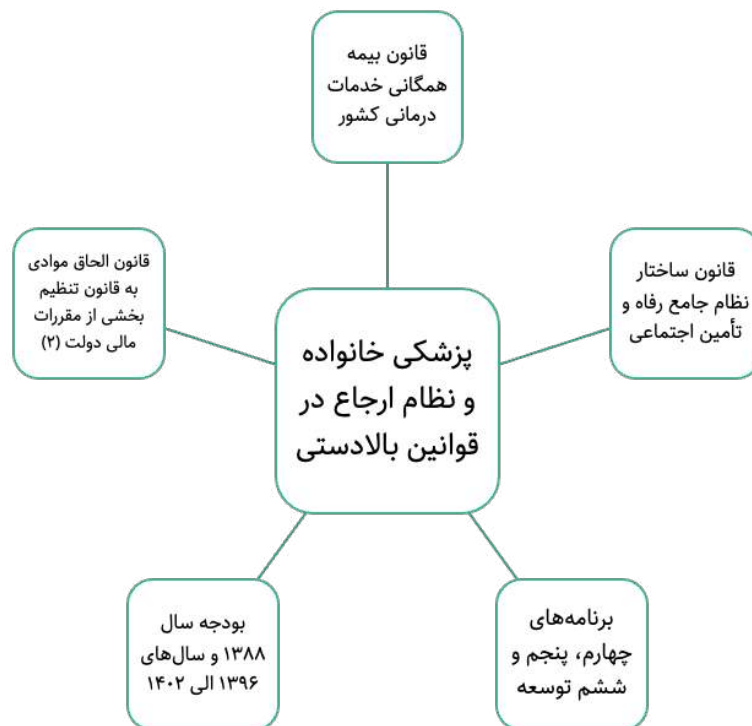 قانون بیمه
همگانی خدمات
درمانی کشور
قانون ساختار
نظام جامع رفاه و
تأمین اجتماعی
قانون الحاق موادی
به قانون تنظیم
بخشی از مقررات
مالی دولت (۲)
پزشکی خانواده
و نظام ارجاع در
قوانین بالادستی
برنامه‌های
چهارم، پنجم و
ششم توسعه
بودجه سال
۱۳۸۸ و سال‌های
۱۳۹۶ الی ۱۴۰۲